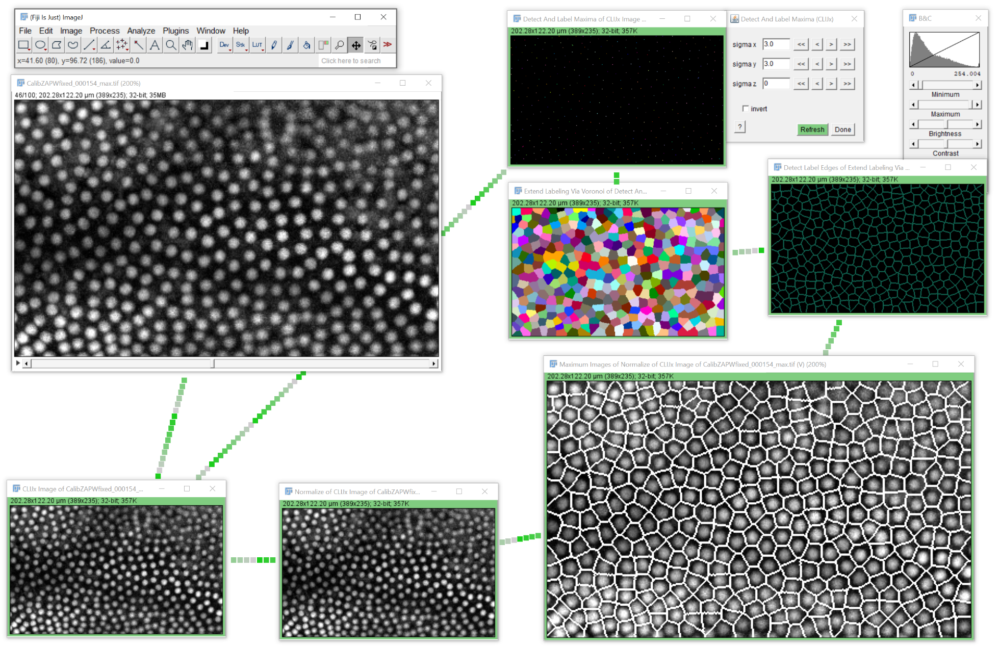 (Fiji Is Just) ImageJ
File Edit Image Process Analyze Plugins Window Help
Dev Stk LUT
x=41.60 (80), y=96.72 (186), value=0.0
Click here to search
CalibZAPWfixed_000154_max.tif (200%)
46/100; 202.28x122.20 µm (389x235); 32-bit; 35MB
Detect And Label Maxima of CLIJx Image ...
202.28x122.20 µm (389x235); 32-bit; 357K
Detect And Label Maxima (CLIJx)
sigma x 3.0 << < > >>
sigma y 3.0 << < > >>
sigma z 0 << < > >>
invert
? Refresh Done
B&C
0 254.004
Minimum
Maximum
Brightness
Contrast
Extend Labeling Via Voronoi of Detect An...
202.28x122.20 µm (389x235); 32-bit; 357K
Detect Label Edges of Extend Labeling Via ...
202.28x122.20 µm (389x235); 32-bit; 357K
Maximum Images of Normalize of CLIJx Image of CalibZAPWfixed_000154_max.tif (V) (200%)
202.28x122.20 µm (389x235); 32-bit; 357K
CLIJx Image of CalibZAPWfixed_000154_...
202.28x122.20 µm (389x235); 32-bit; 357K
Normalize of CLIJx Image of CalibZAPWfix...
202.28x122.20 µm (389x235); 32-bit; 357K